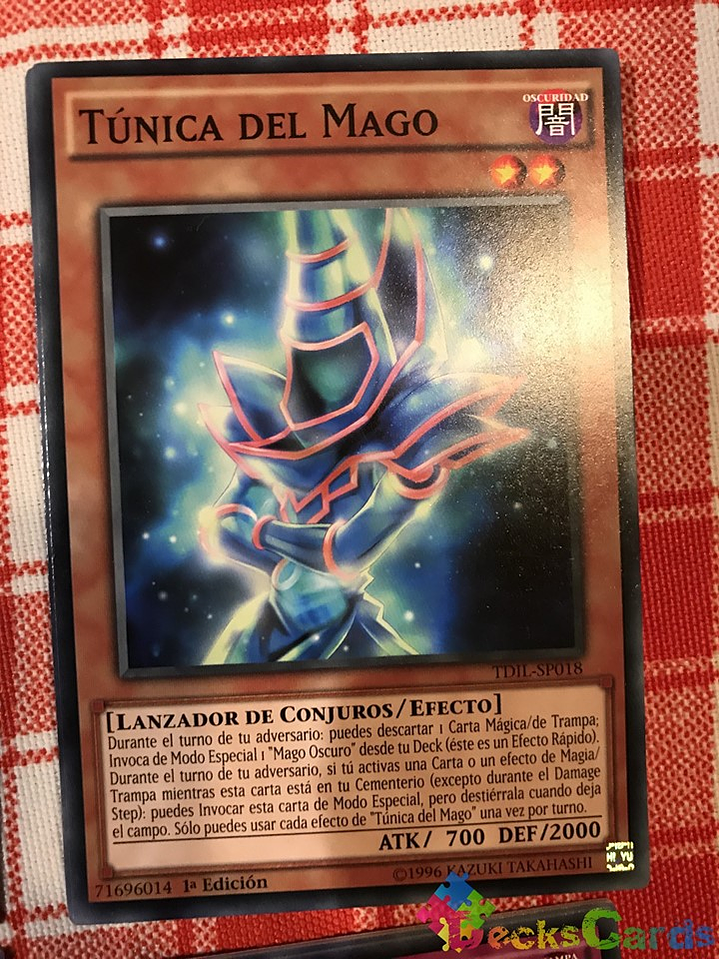 TÚNICA DEL MAGO
OSCURIDAD
闇
TDIL-SP018
[LANZADOR DE CONJUROS/EFECTO]
Durante el turno de tu adversario: puedes descartar 1 Carta Mágica/de Trampa;
Invoca de Modo Especial 1 "Mago Oscuro" desde tu Deck (éste es un Efecto Rápido).
Durante el turno de tu adversario, si tú activas una Carta o un efecto de Magia/
Trampa mientras esta carta está en tu Cementerio (excepto durante el Damage
Step): puedes Invocar esta carta de Modo Especial, pero destiérrala cuando deja
el campo. Sólo puedes usar cada efecto de "Túnica del Mago" una vez por turno.
ATK/ 700 DEF/2000
71696014 1ª Edición
©1996 KAZUKI TAKAHASHI
DecksCards